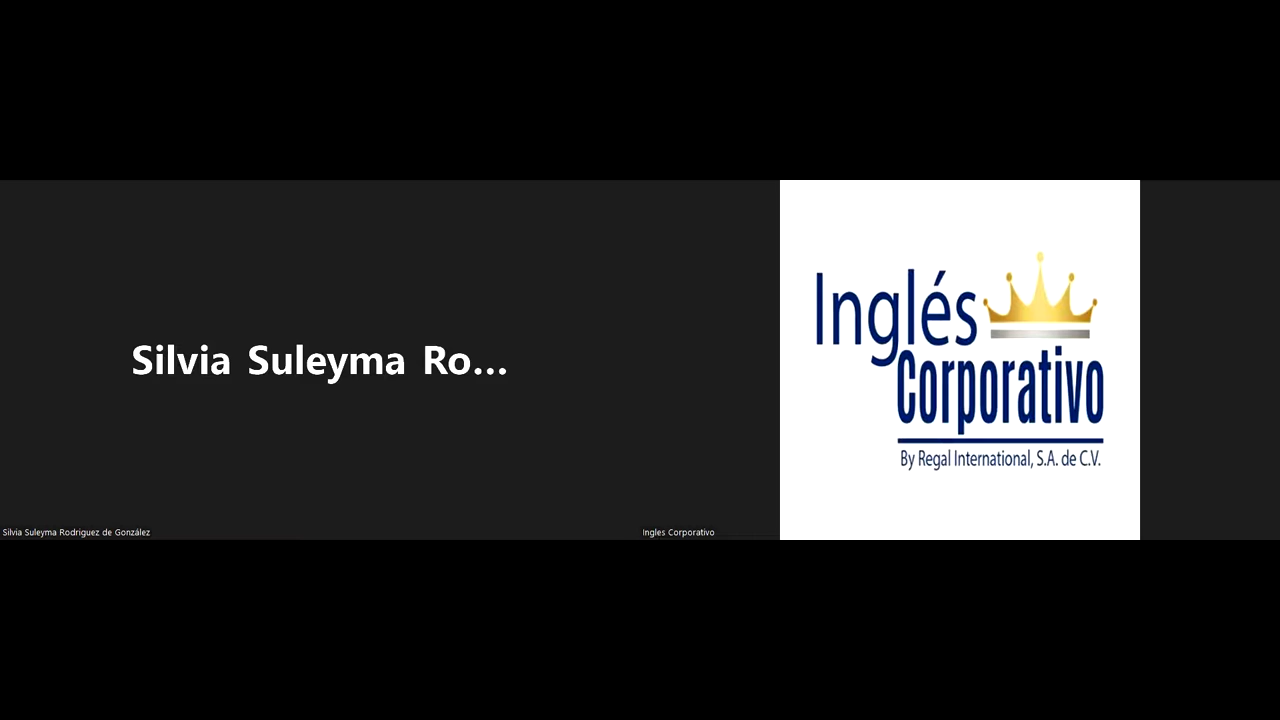 Silvia Suleyma Ro...
Silvia Suleyma Rodriguez de González
Inglés
Corporativo
By Regal International, S.A. de C.V.
Ingles Corporativo